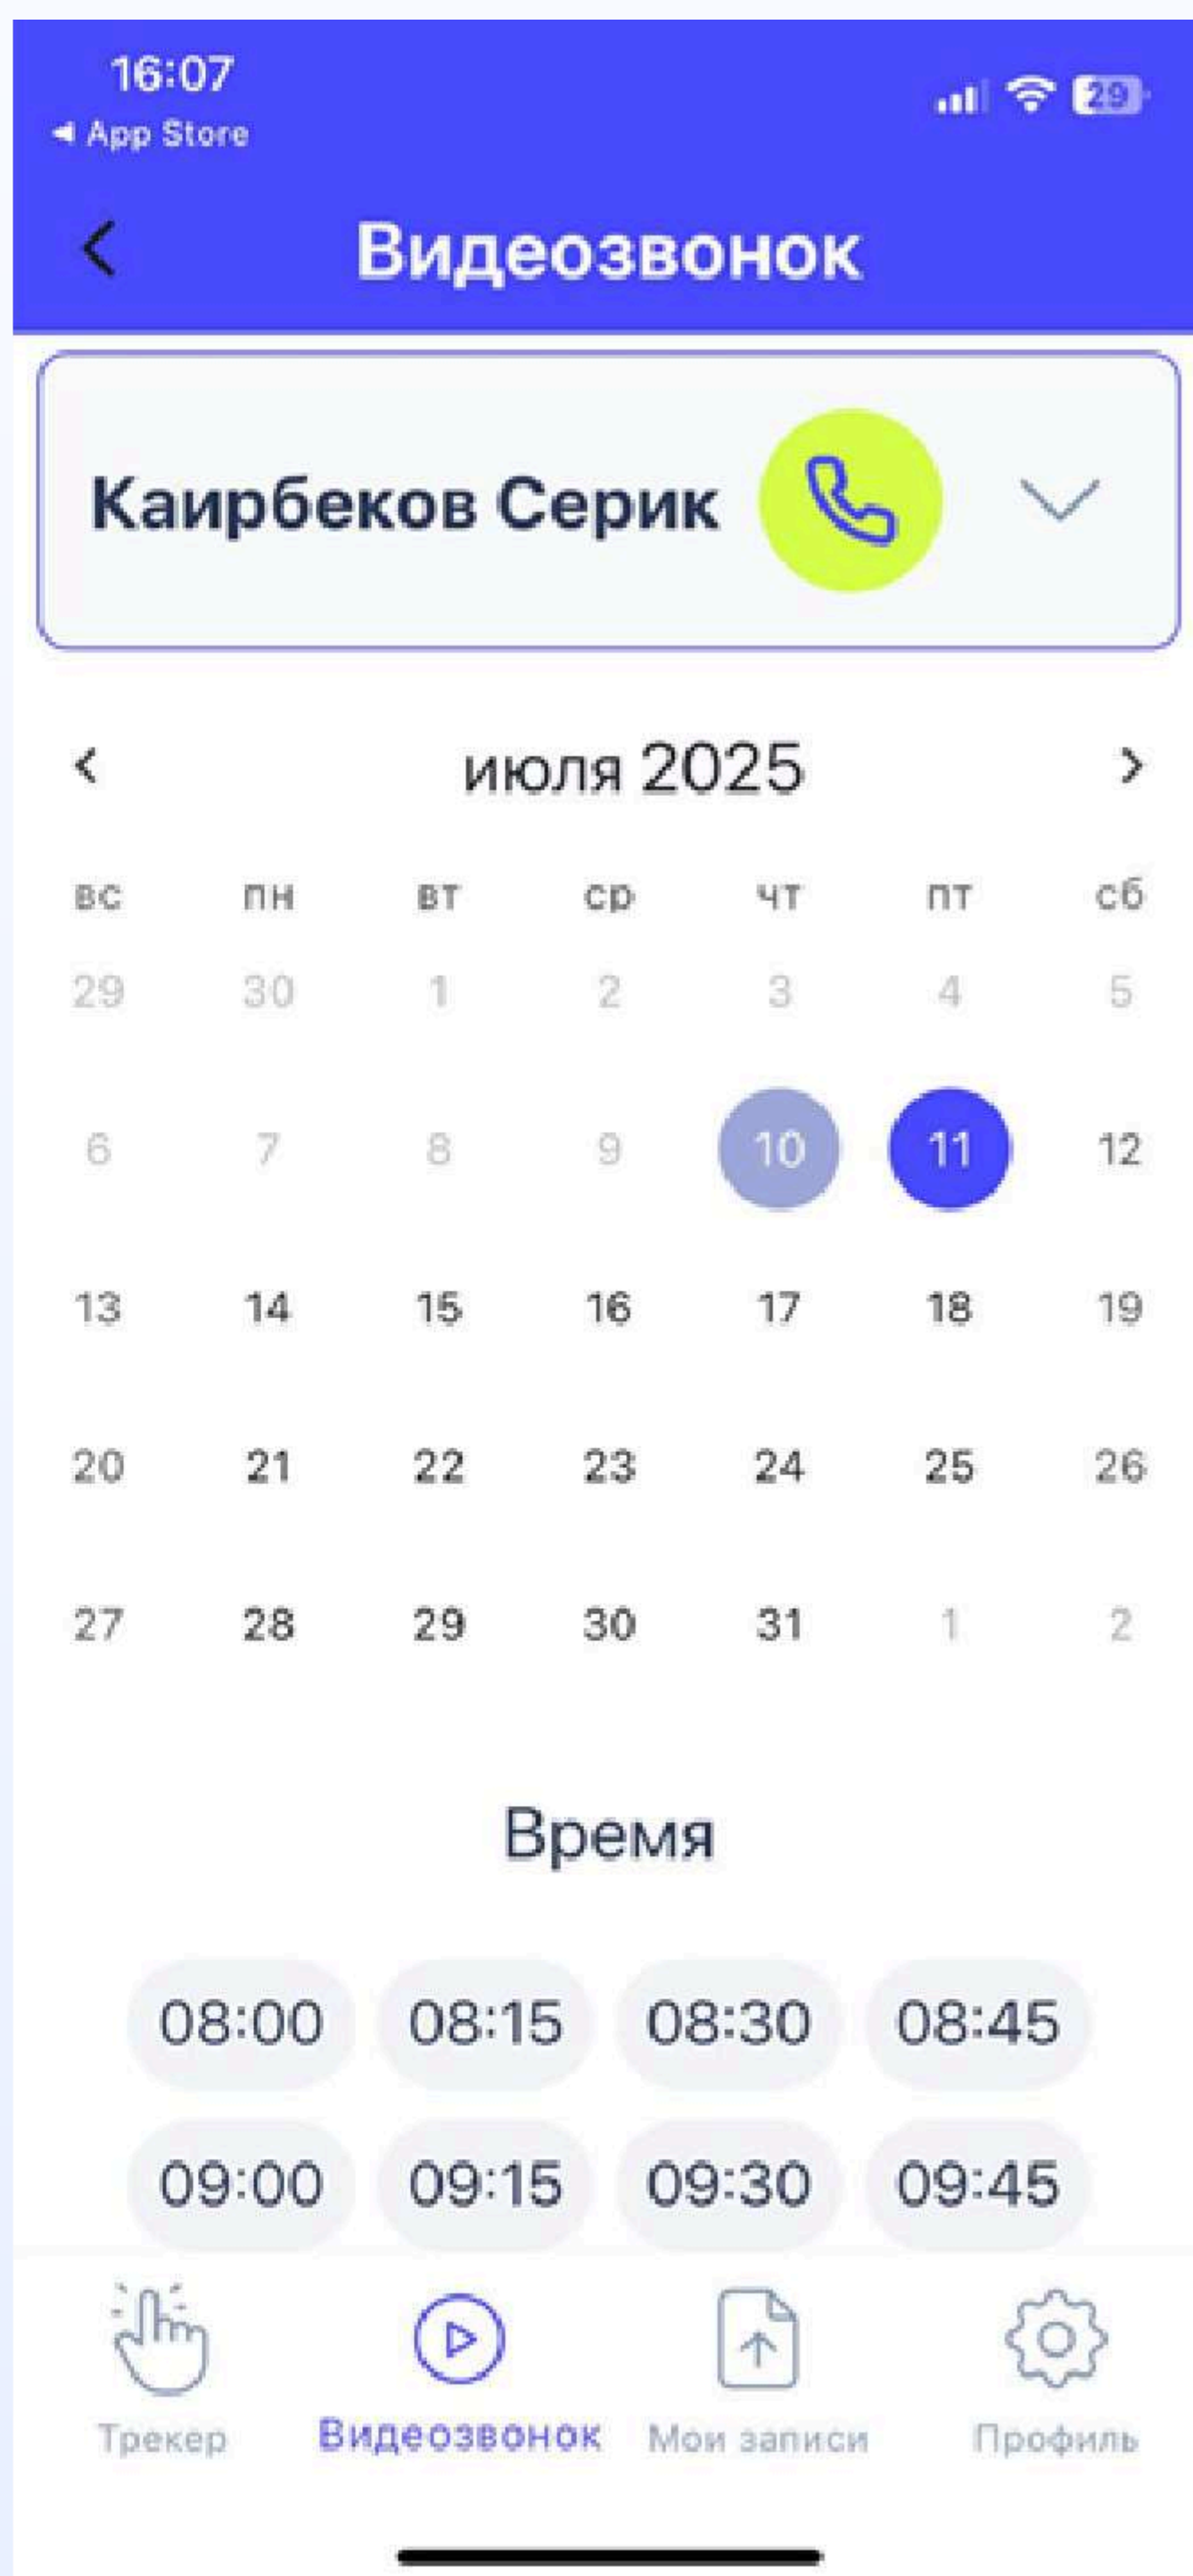 16:07
29
App Store
Видеозвонок
Каирбеков Серик
июля 2025
вс пн вт ср чт пт сб
29 30 1 2 3 4 5
6 7 8 9 10 11 12
13 14 15 16 17 18 19
20 21 22 23 24 25 26
27 28 29 30 31 1 2
Время
08:00 08:15 08:30 08:45
09:00 09:15 09:30 09:45
Трекер Видеозвонок Мои записи Профиль